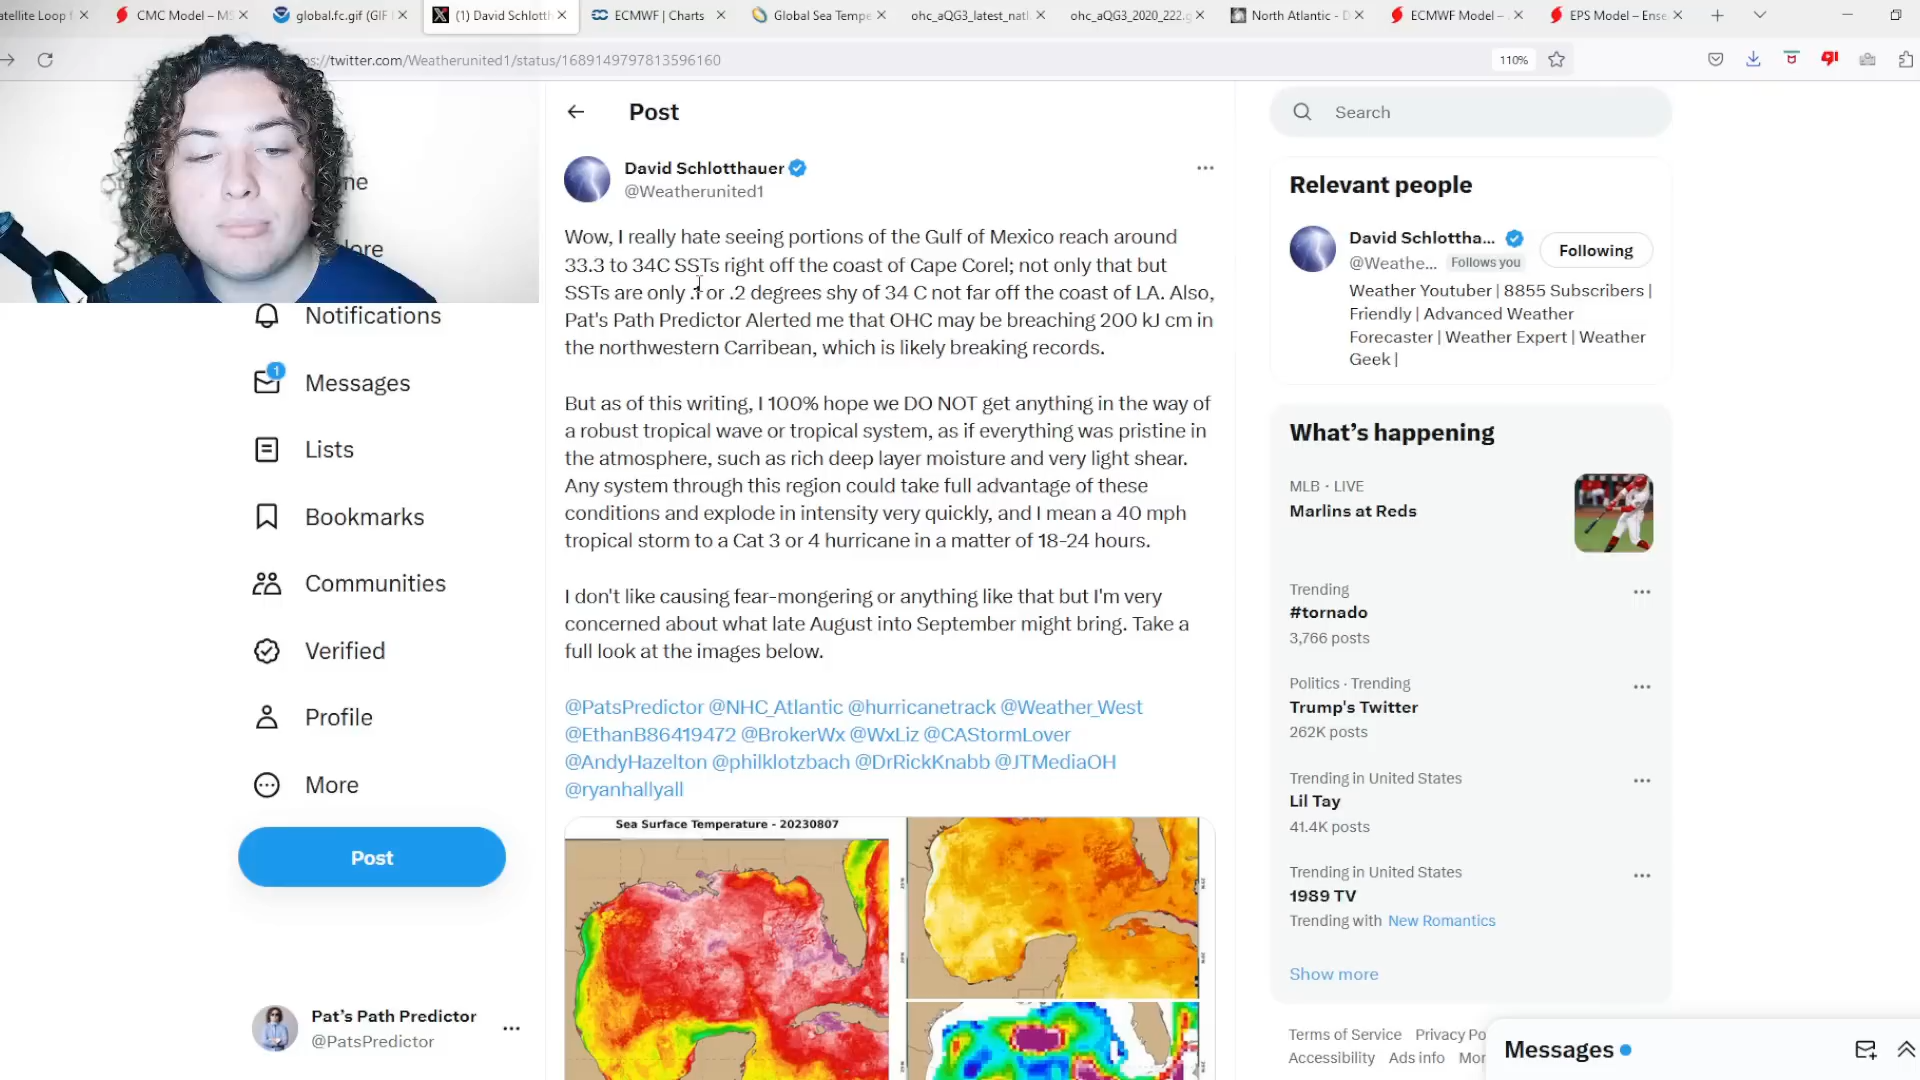 atellite Loop f
CMC Model – MS
global.fc.gif (GIF I
(1) David Schlotth
ECMWF | Charts
Global Sea Tempe
ohc_aQG3_latest_natl
ohc_aQG3_2020_222.g
North Atlantic - D
ECMWF Model –
EPS Model – Ense
twitter.com/Weatherunited1/status/1689149797813596160
110%
Post
Search
David Schlotthauer
@Weatherunited1
Wow, I really hate seeing portions of the Gulf of Mexico reach around
33.3 to 34C SSTs right off the coast of Cape Corel; not only that but
SSTs are only .1 or .2 degrees shy of 34 C not far off the coast of LA. Also,
Pat's Path Predictor Alerted me that OHC may be breaching 200 kJ cm in
the northwestern Carribean, which is likely breaking records.
But as of this writing, I 100% hope we DO NOT get anything in the way of
a robust tropical wave or tropical system, as if everything was pristine in
the atmosphere, such as rich deep layer moisture and very light shear.
Any system through this region could take full advantage of these
conditions and explode in intensity very quickly, and I mean a 40 mph
tropical storm to a Cat 3 or 4 hurricane in a matter of 18-24 hours.
I don't like causing fear-mongering or anything like that but I'm very
concerned about what late August into September might bring. Take a
full look at the images below.
@PatsPredictor @NHC_Atlantic @hurricanetrack @Weather_West
@EthanB86419472 @BrokerWx @WxLiz @CAStormLover
@AndyHazelton @philklotzbach @DrRickKnabb @JTMediaOH
@ryanhallyall
Sea Surface Temperature - 20230807
me
lore
Notifications
1
Messages
Lists
Bookmarks
Communities
Verified
Profile
More
Post
Pat's Path Predictor
@PatsPredictor
Relevant people
David Schlottha...
@Weathe... Follows you
Following
Weather Youtuber | 8855 Subscribers |
Friendly | Advanced Weather
Forecaster | Weather Expert | Weather
Geek |
What's happening
MLB · LIVE
Marlins at Reds
Trending
#tornado
3,766 posts
Politics · Trending
Trump's Twitter
262K posts
Trending in United States
Lil Tay
41.4K posts
Trending in United States
1989 TV
Trending with New Romantics
Show more
Terms of Service Privacy Po
Accessibility Ads info Mor
Messages